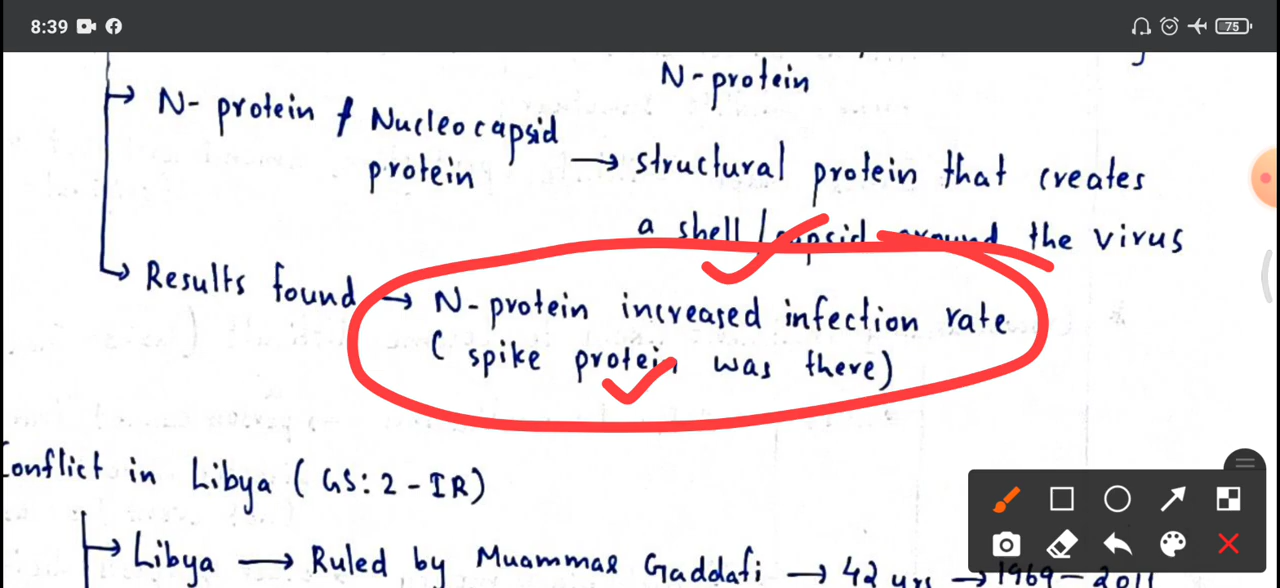 8:39
75
N-protein
N-protein / Nucleocapsid
protein → structural protein that creates
a shell/capsid around the virus
Results found → N-protein increased infection rate
( spike protein was there)
Conflict in Libya ( GS: 2 - IR)
Libya → Ruled by Muammar Gaddafi → 42 yrs → 1969 - 2011